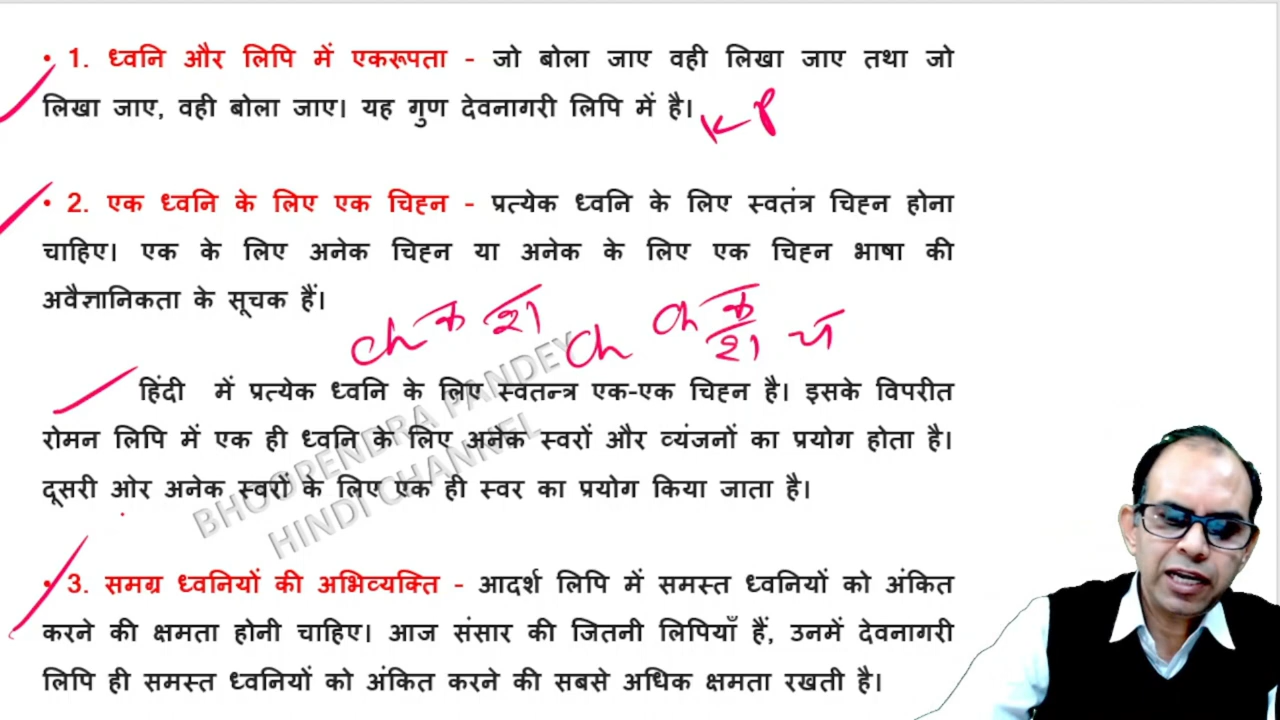 • 1. ध्वनि और लिपि में एकरूपता - जो बोला जाए वही लिखा जाए तथा जो
लिखा जाए, वही बोला जाए। यह गुण देवनागरी लिपि में है।
• 2. एक ध्वनि के लिए एक चिह्न - प्रत्येक ध्वनि के लिए स्वतंत्र चिह्न होना
चाहिए। एक के लिए अनेक चिह्न या अनेक के लिए एक चिह्न भाषा की
अवैज्ञानिकता के सूचक हैं।
ch क श ch ch क
श च
हिंदी में प्रत्येक ध्वनि के लिए स्वतन्त्र एक-एक चिह्न है। इसके विपरीत
रोमन लिपि में एक ही ध्वनि के लिए अनेक स्वरों और व्यंजनों का प्रयोग होता है।
दूसरी ओर अनेक स्वरों के लिए एक ही स्वर का प्रयोग किया जाता है।
BHOOPENDRA PANDEY
HINDI CHANNEL
• 3. समग्र ध्वनियों की अभिव्यक्ति - आदर्श लिपि में समस्त ध्वनियों को अंकित
करने की क्षमता होनी चाहिए। आज संसार की जितनी लिपियाँ हैं, उनमें देवनागरी
लिपि ही समस्त ध्वनियों को अंकित करने की सबसे अधिक क्षमता रखती है।